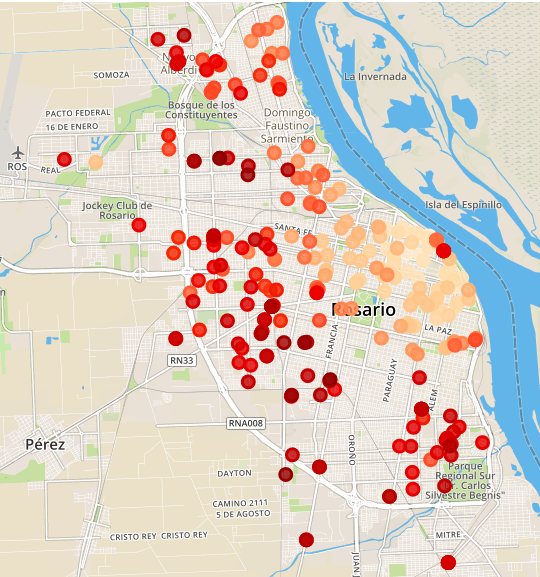 SOMOZA
La Invernada
Bosque de los
Constituyentes
PACTO FEDERAL
16 DE ENERO
Domingo
Faustino
Sarmiento
ROS
REAL
Jockey Club de
Rosario
Isla del Espinillo
SANTA FE
Rosario
LA PAZ
FRANCIA
RN33
PARAGUAY
ALEM
RNA008
Pérez
OROÑO
DAYTON
Parque
Regional Sur
"Dr. Carlos
Silvestre Begnis"
CAMINO 2111
5 DE AGOSTO
CRISTO REY CRISTO REY
MITRE
JUAN J